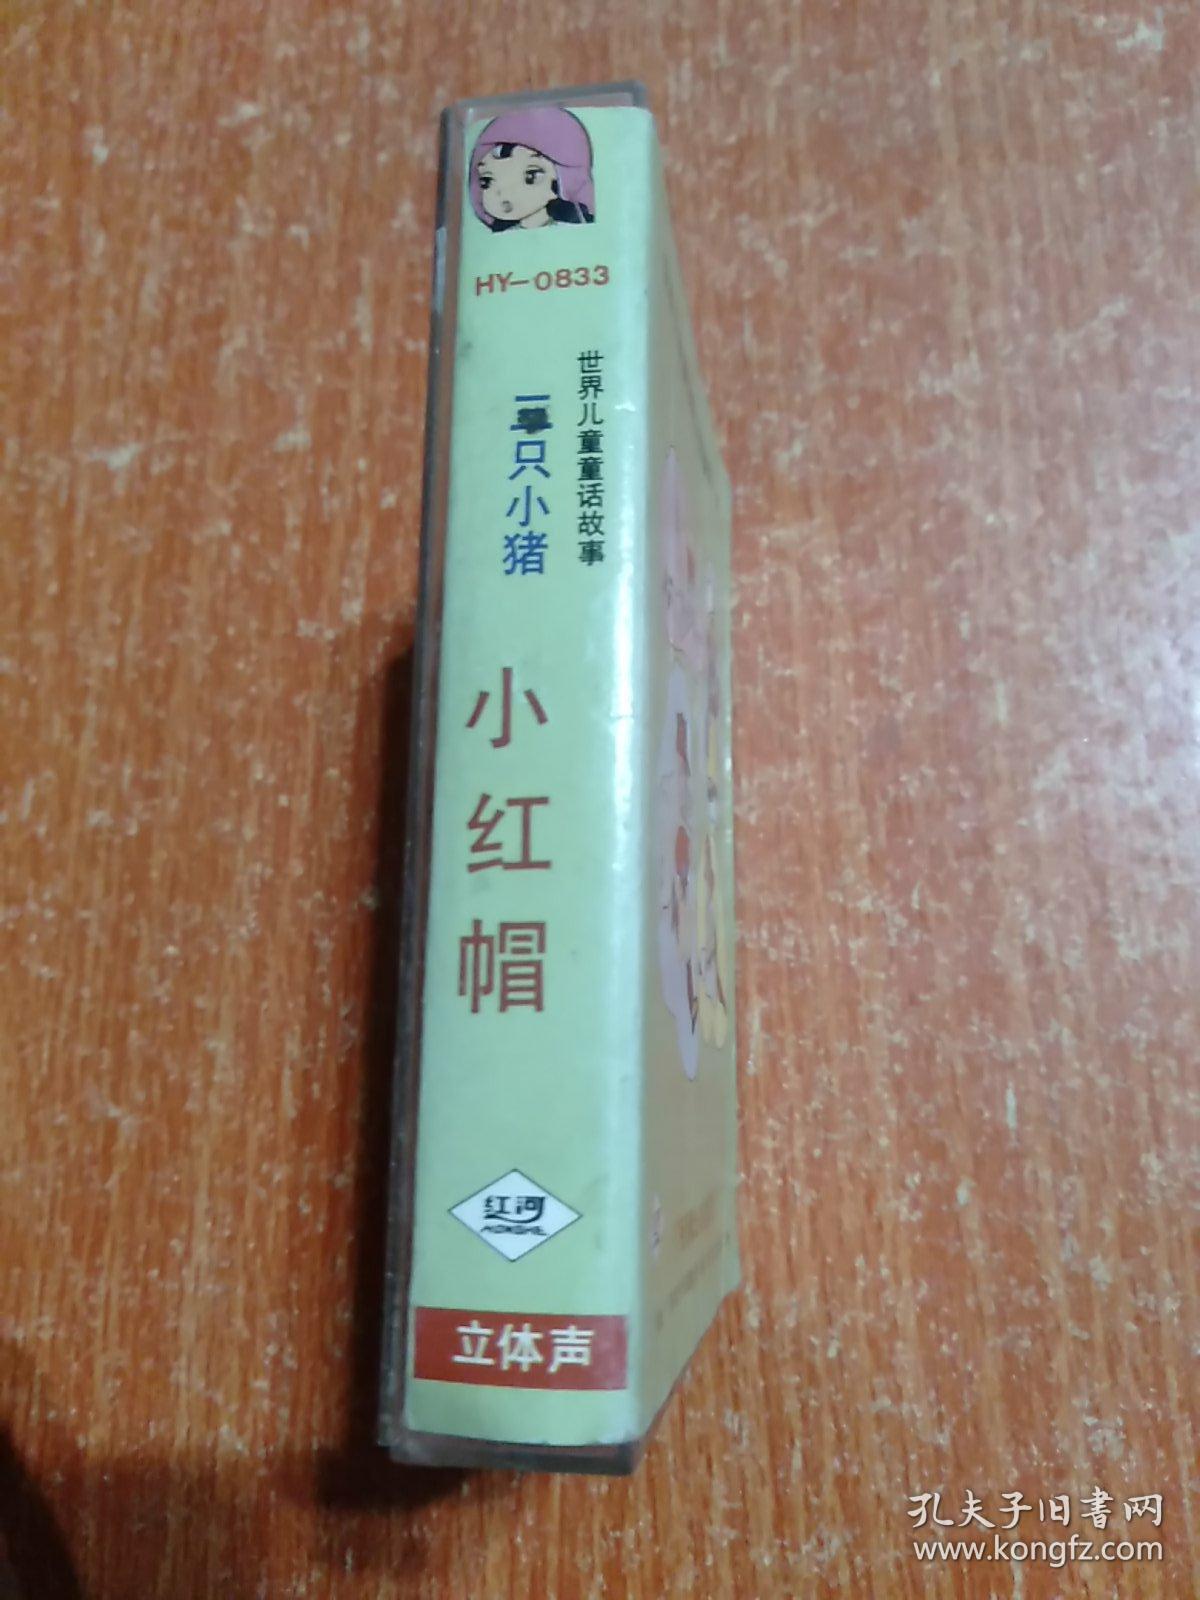 HY-0833
世界儿童童话故事
只小猪
小红帽
红河
HONGHE
立体声
孔夫子旧书网
www.kongfz.com